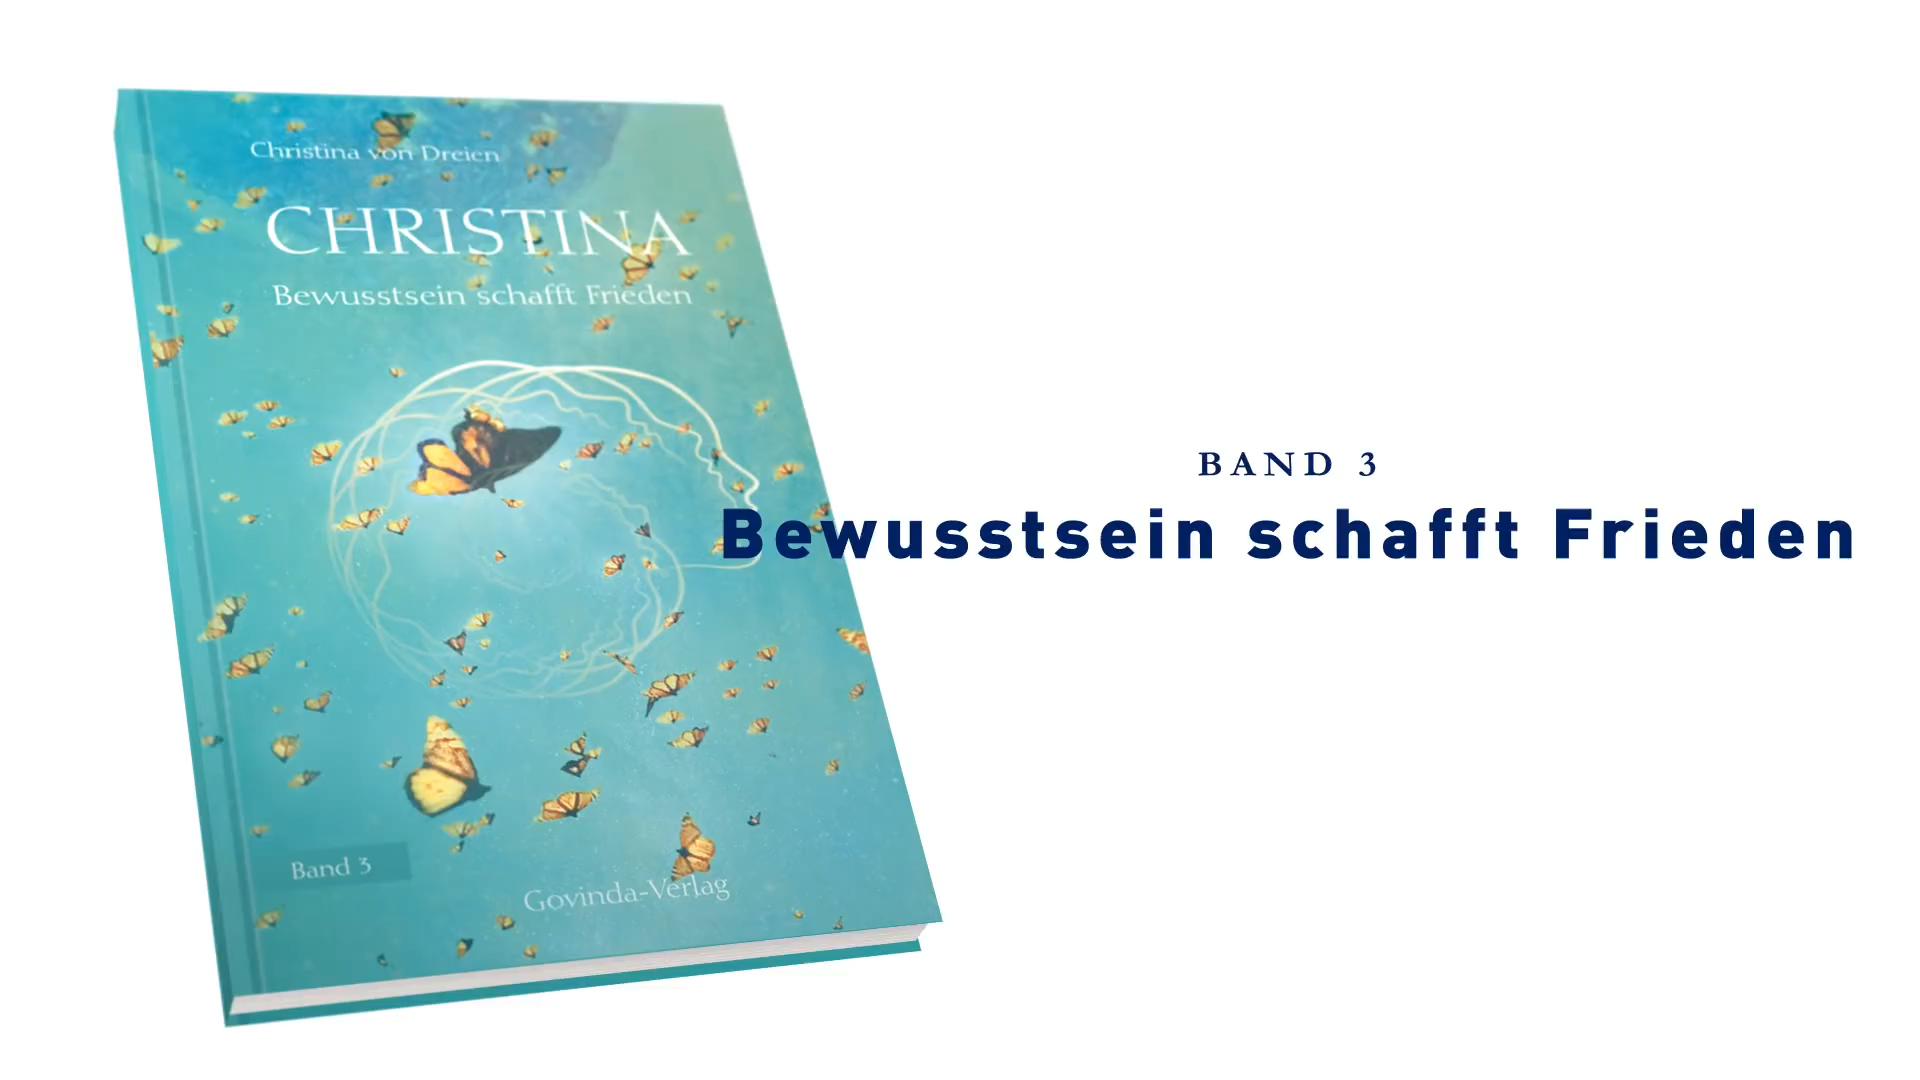 Christina von Dreien
CHRISTINA
Bewusstsein schafft Frieden
Band 3
Govinda-Verlag
BAND 3
Bewusstsein schafft Frieden